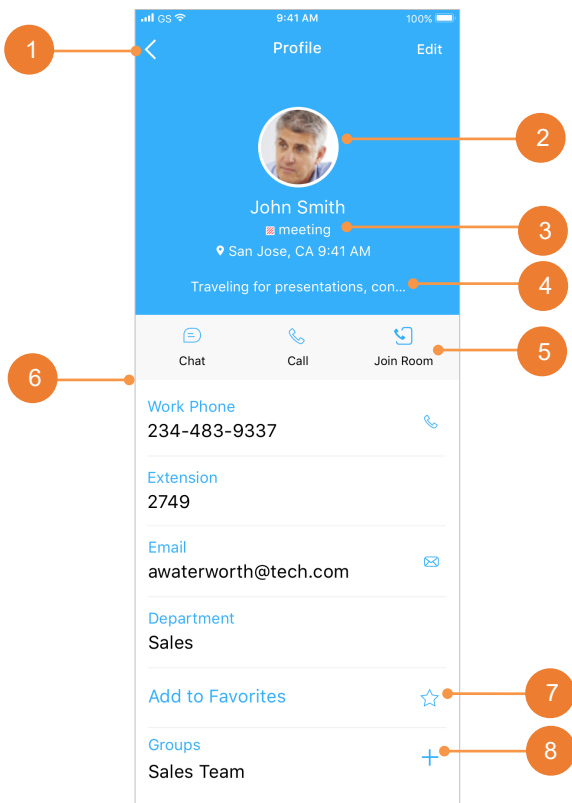 GS 9:41 AM 100%
1
Profile Edit
2
John Smith
meeting
3
San Jose, CA 9:41 AM
Traveling for presentations, con...
4
Chat Call Join Room
5
6
Work Phone
234-483-9337
Extension
2749
Email
awaterworth@tech.com
Department
Sales
Add to Favorites
7
Groups
8
Sales Team